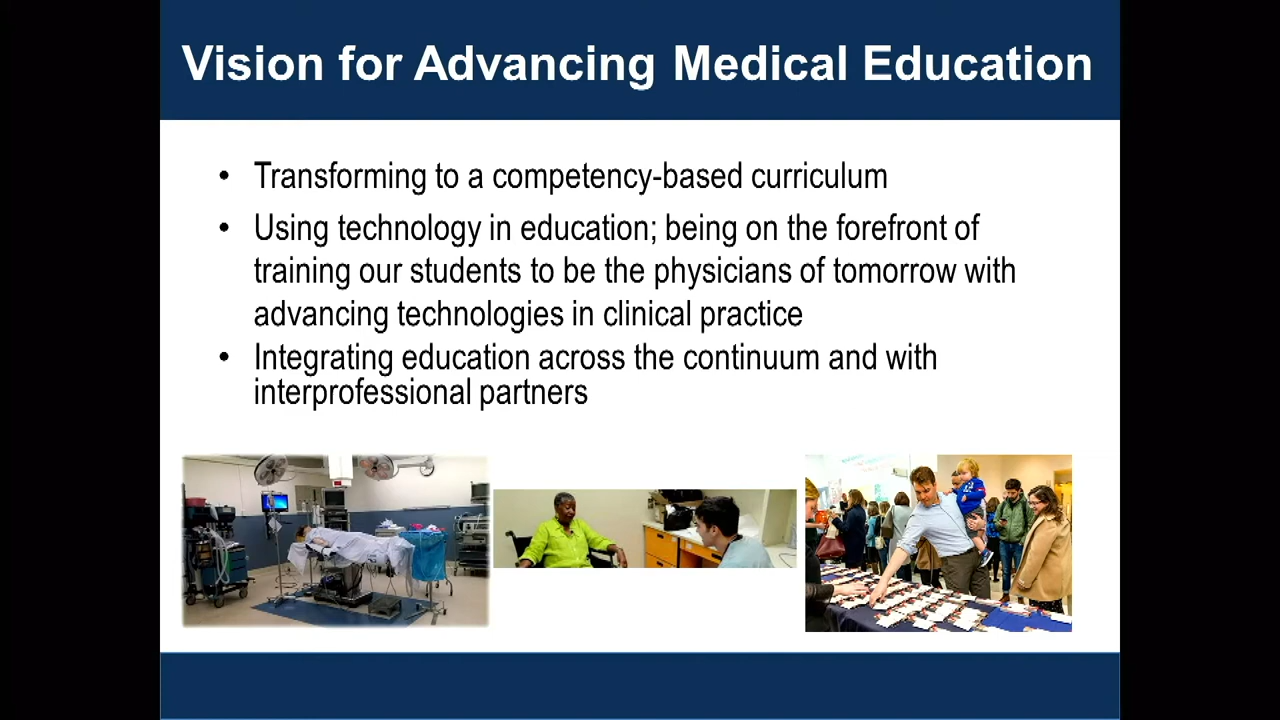 Vision for Advancing Medical Education
• Transforming to a competency-based curriculum
• Using technology in education; being on the forefront of
training our students to be the physicians of tomorrow with
advancing technologies in clinical practice
• Integrating education across the continuum and with
interprofessional partners